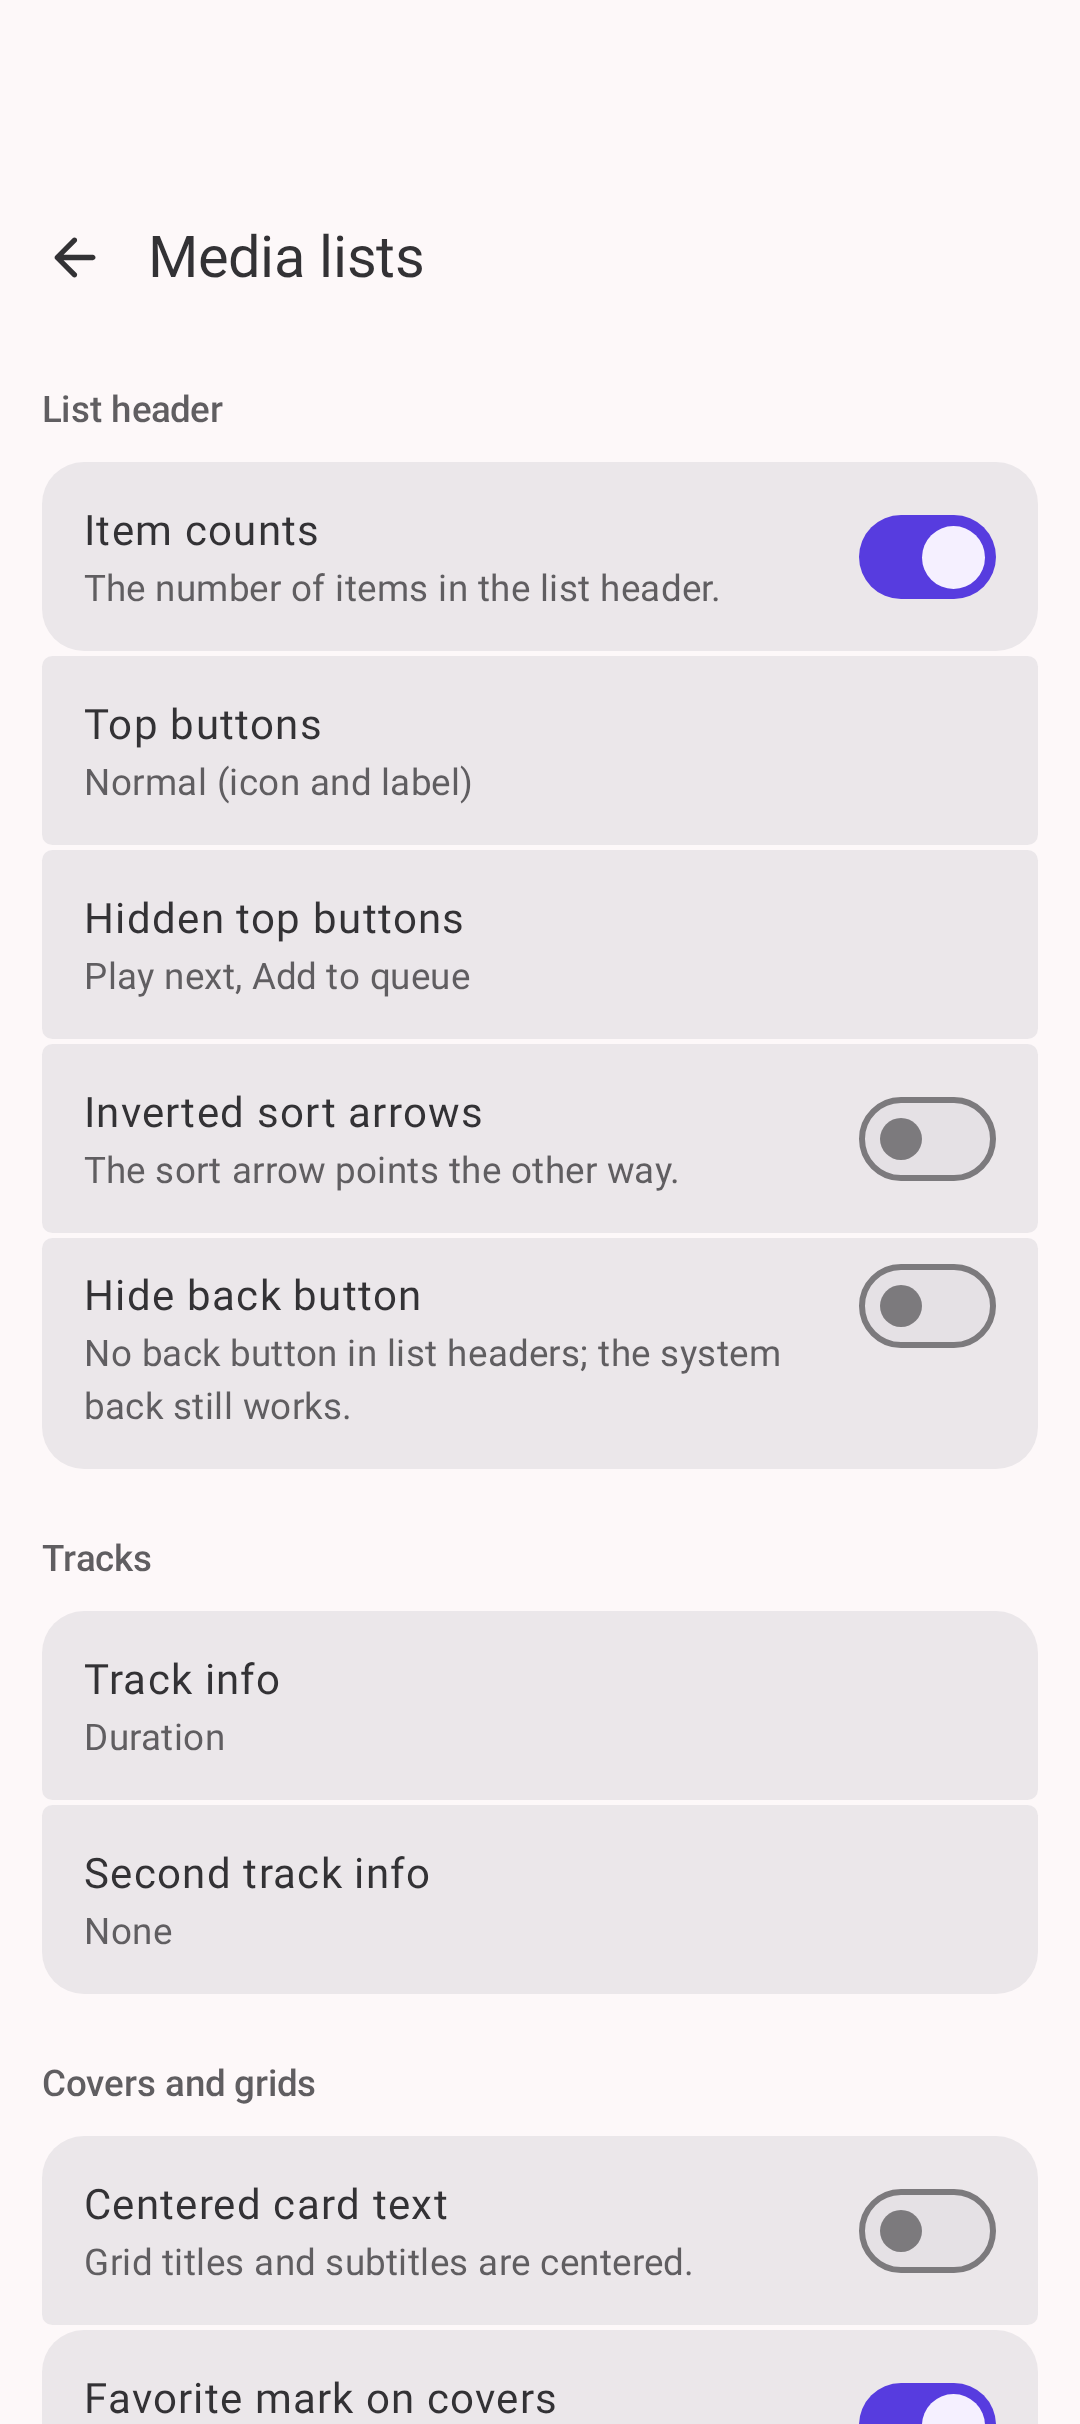 Media lists
List header
Item counts
The number of items in the list header.
Top buttons
Normal (icon and label)
Hidden top buttons
Play next, Add to queue
Inverted sort arrows
The sort arrow points the other way.
Hide back button
No back button in list headers; the system
back still works.
Tracks
Track info
Duration
Second track info
None
Covers and grids
Centered card text
Grid titles and subtitles are centered.
Favorite mark on covers